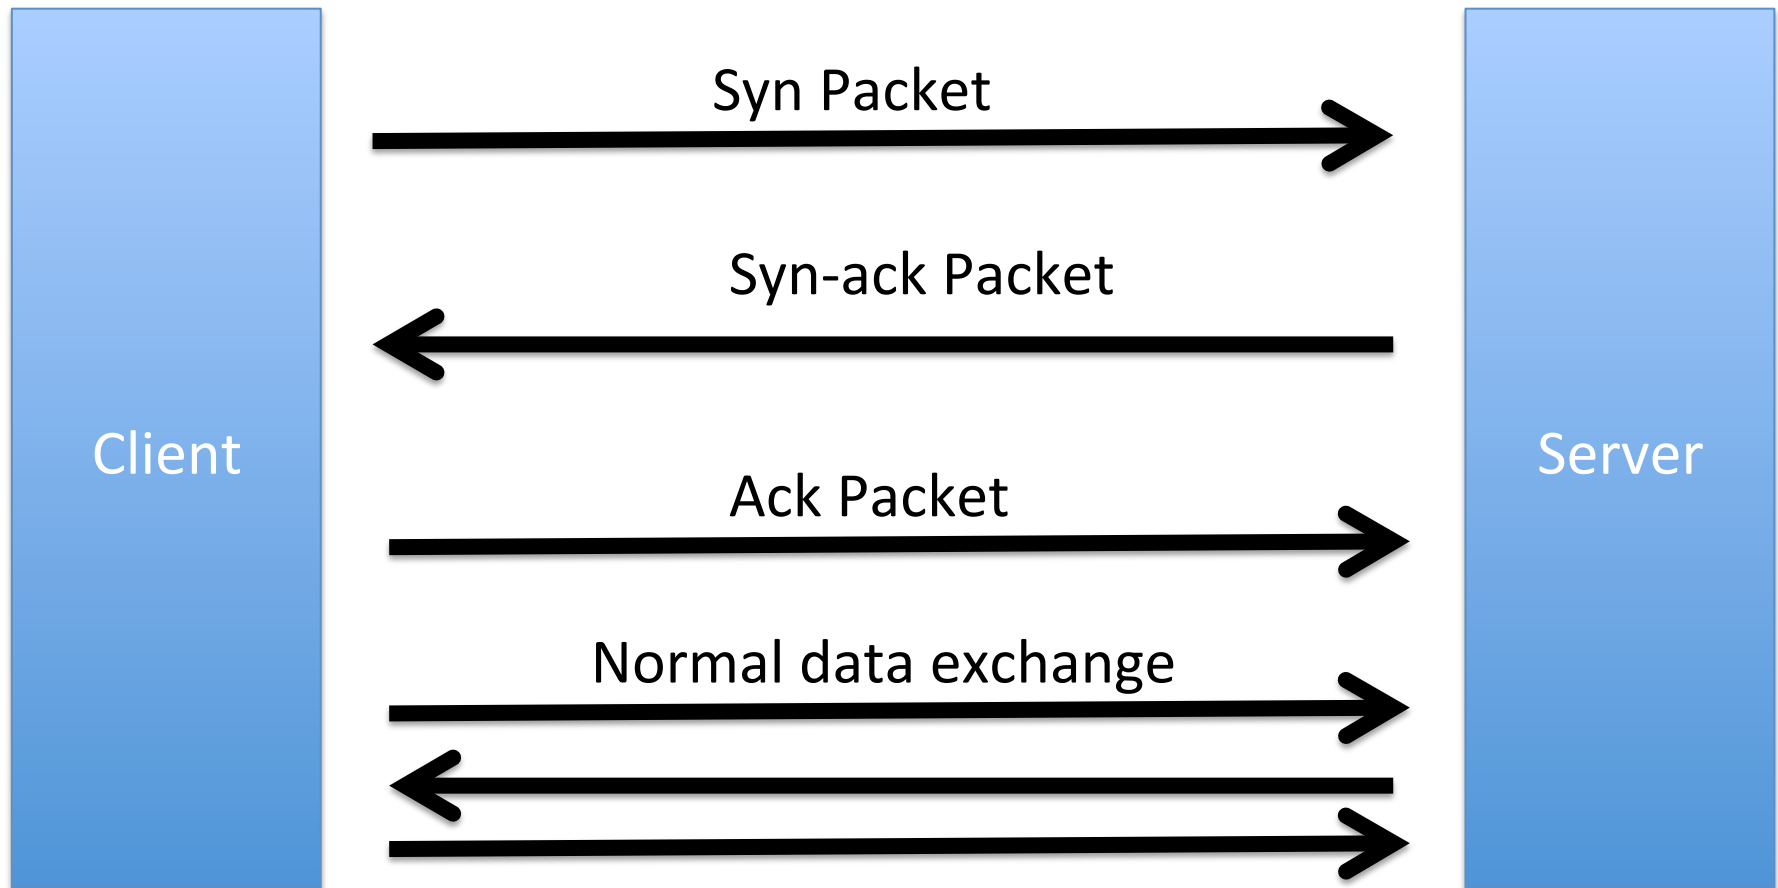 Syn Packet
Syn-ack Packet
Client
Server
Ack Packet
Normal data exchange